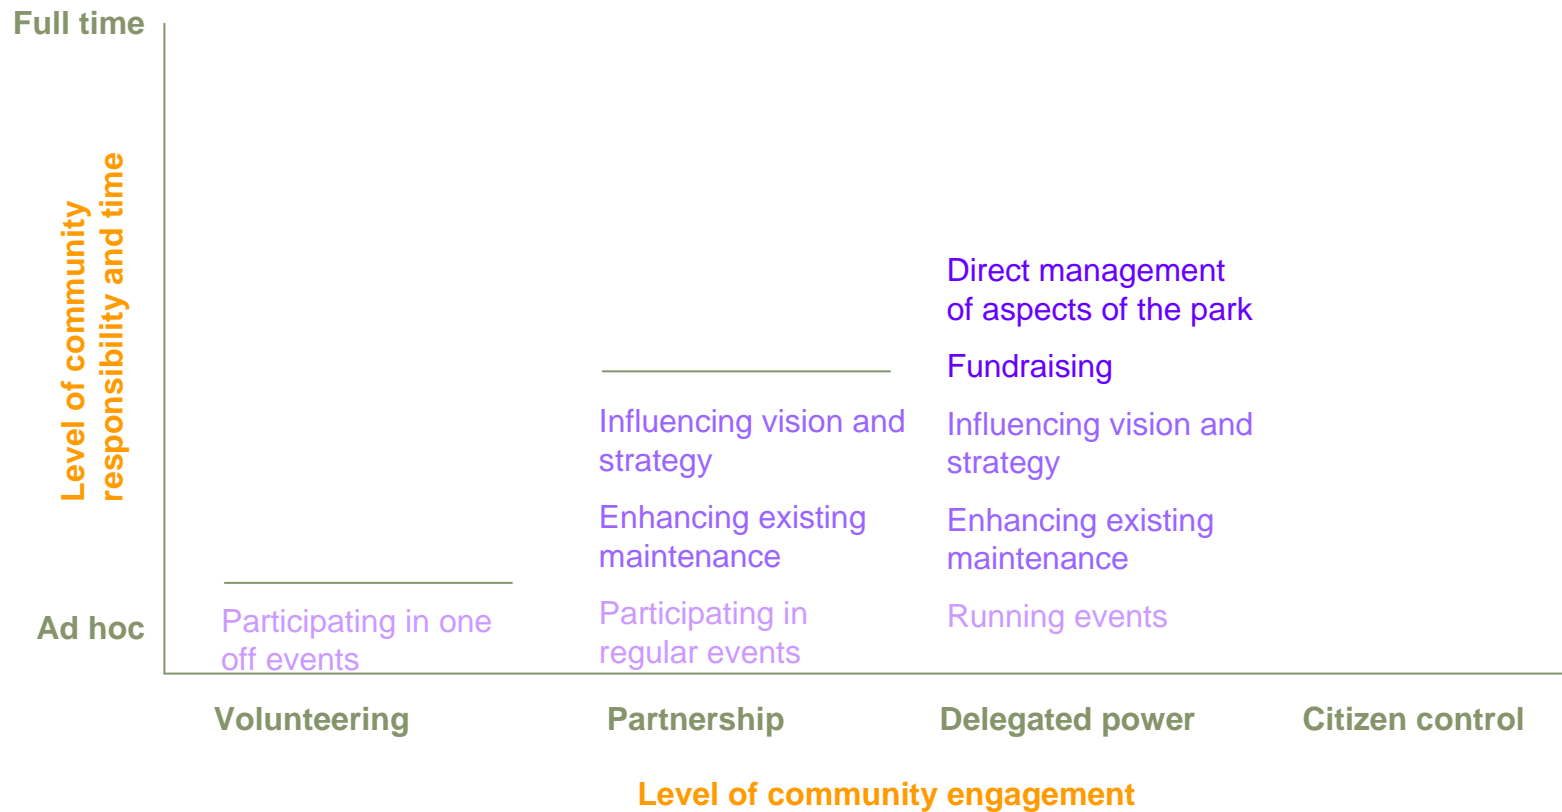 Full time
Level of community
responsibility and time
Ad hoc
Participating in one
off events
Influencing vision and
strategy
Enhancing existing
maintenance
Participating in
regular events
Direct management
of aspects of the park
Fundraising
Influencing vision and
strategy
Enhancing existing
maintenance
Running events
Volunteering
Partnership
Delegated power
Citizen control
Level of community engagement